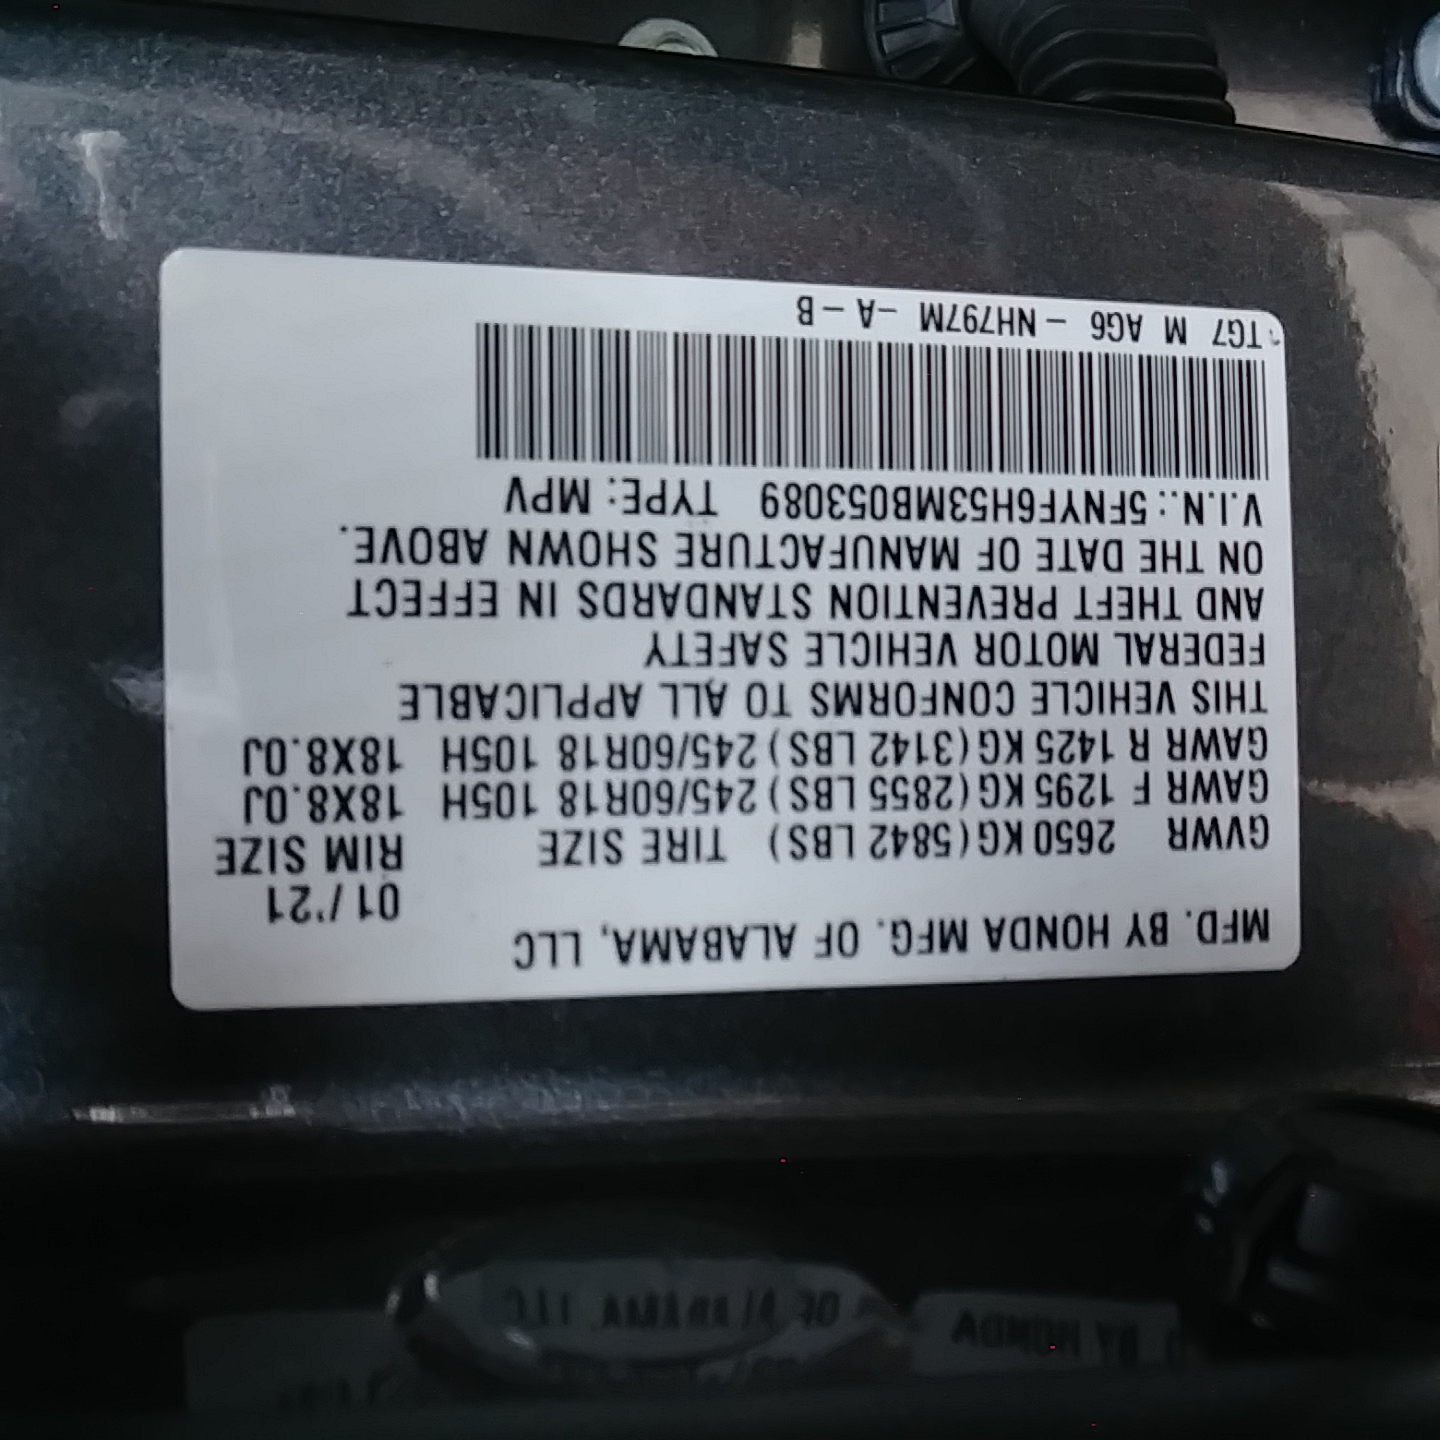 MFD. BY HONDA MFG. OF ALABAMA, LLC
01/'21
GVWR 2650 KG(5842 LBS) TIRE SIZE RIM SIZE
GAWR F 1295 KG(2855 LBS)245/60R18 105H 18X8.0J
GAWR R 1425 KG(3142 LBS)245/60R18 105H 18X8.0J
THIS VEHICLE CONFORMS TO ALL APPLICABLE
FEDERAL MOTOR VEHICLE SAFETY
AND THEFT PREVENTION STANDARDS IN EFFECT
ON THE DATE OF MANUFACTURE SHOWN ABOVE.
V.I.N.: 5FNYF6H53MB053089 TYPE: MPV
TG7 M AG6 - NH797M -A-B